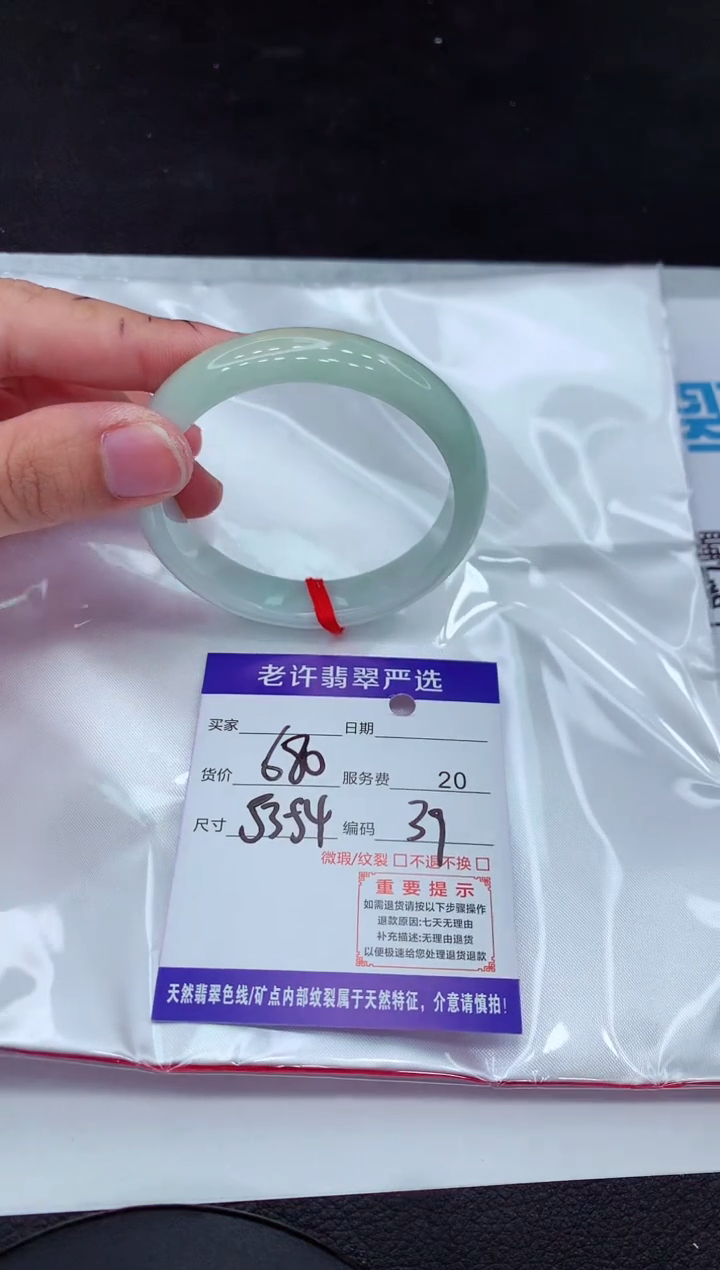 老许翡翠严选
买家 日期
货价 680 服务费 20
尺寸 5354 编码 39
微瑕/纹裂 □不退不换 □
重要提示
如需退货请按以下步骤操作
退款原因:七天无理由
补充描述:无理由退货
以便极速给您处理退货退款
天然翡翠色线/矿点内部纹裂属于天然特征，介意请慎拍!